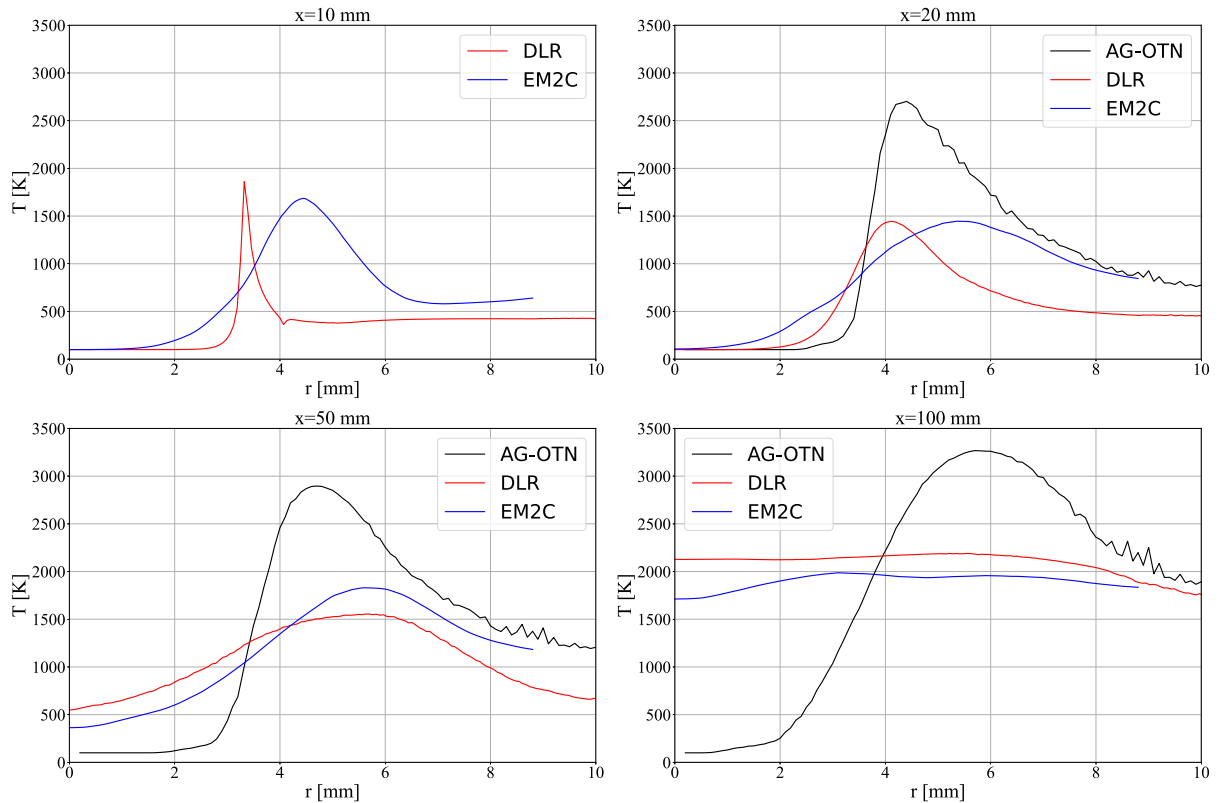 x=10 mm
3500
3000
2500
2000
1500
1000
500
0
T [K]
0 2 4 6 8 10
r [mm]
DLR
EM2C
x=20 mm
3500
3000
2500
2000
1500
1000
500
0
T [K]
0 2 4 6 8 10
r [mm]
AG-OTN
DLR
EM2C
x=50 mm
3500
3000
2500
2000
1500
1000
500
0
T [K]
0 2 4 6 8 10
r [mm]
AG-OTN
DLR
EM2C
x=100 mm
3500
3000
2500
2000
1500
1000
500
0
T [K]
0 2 4 6 8 10
r [mm]
AG-OTN
DLR
EM2C